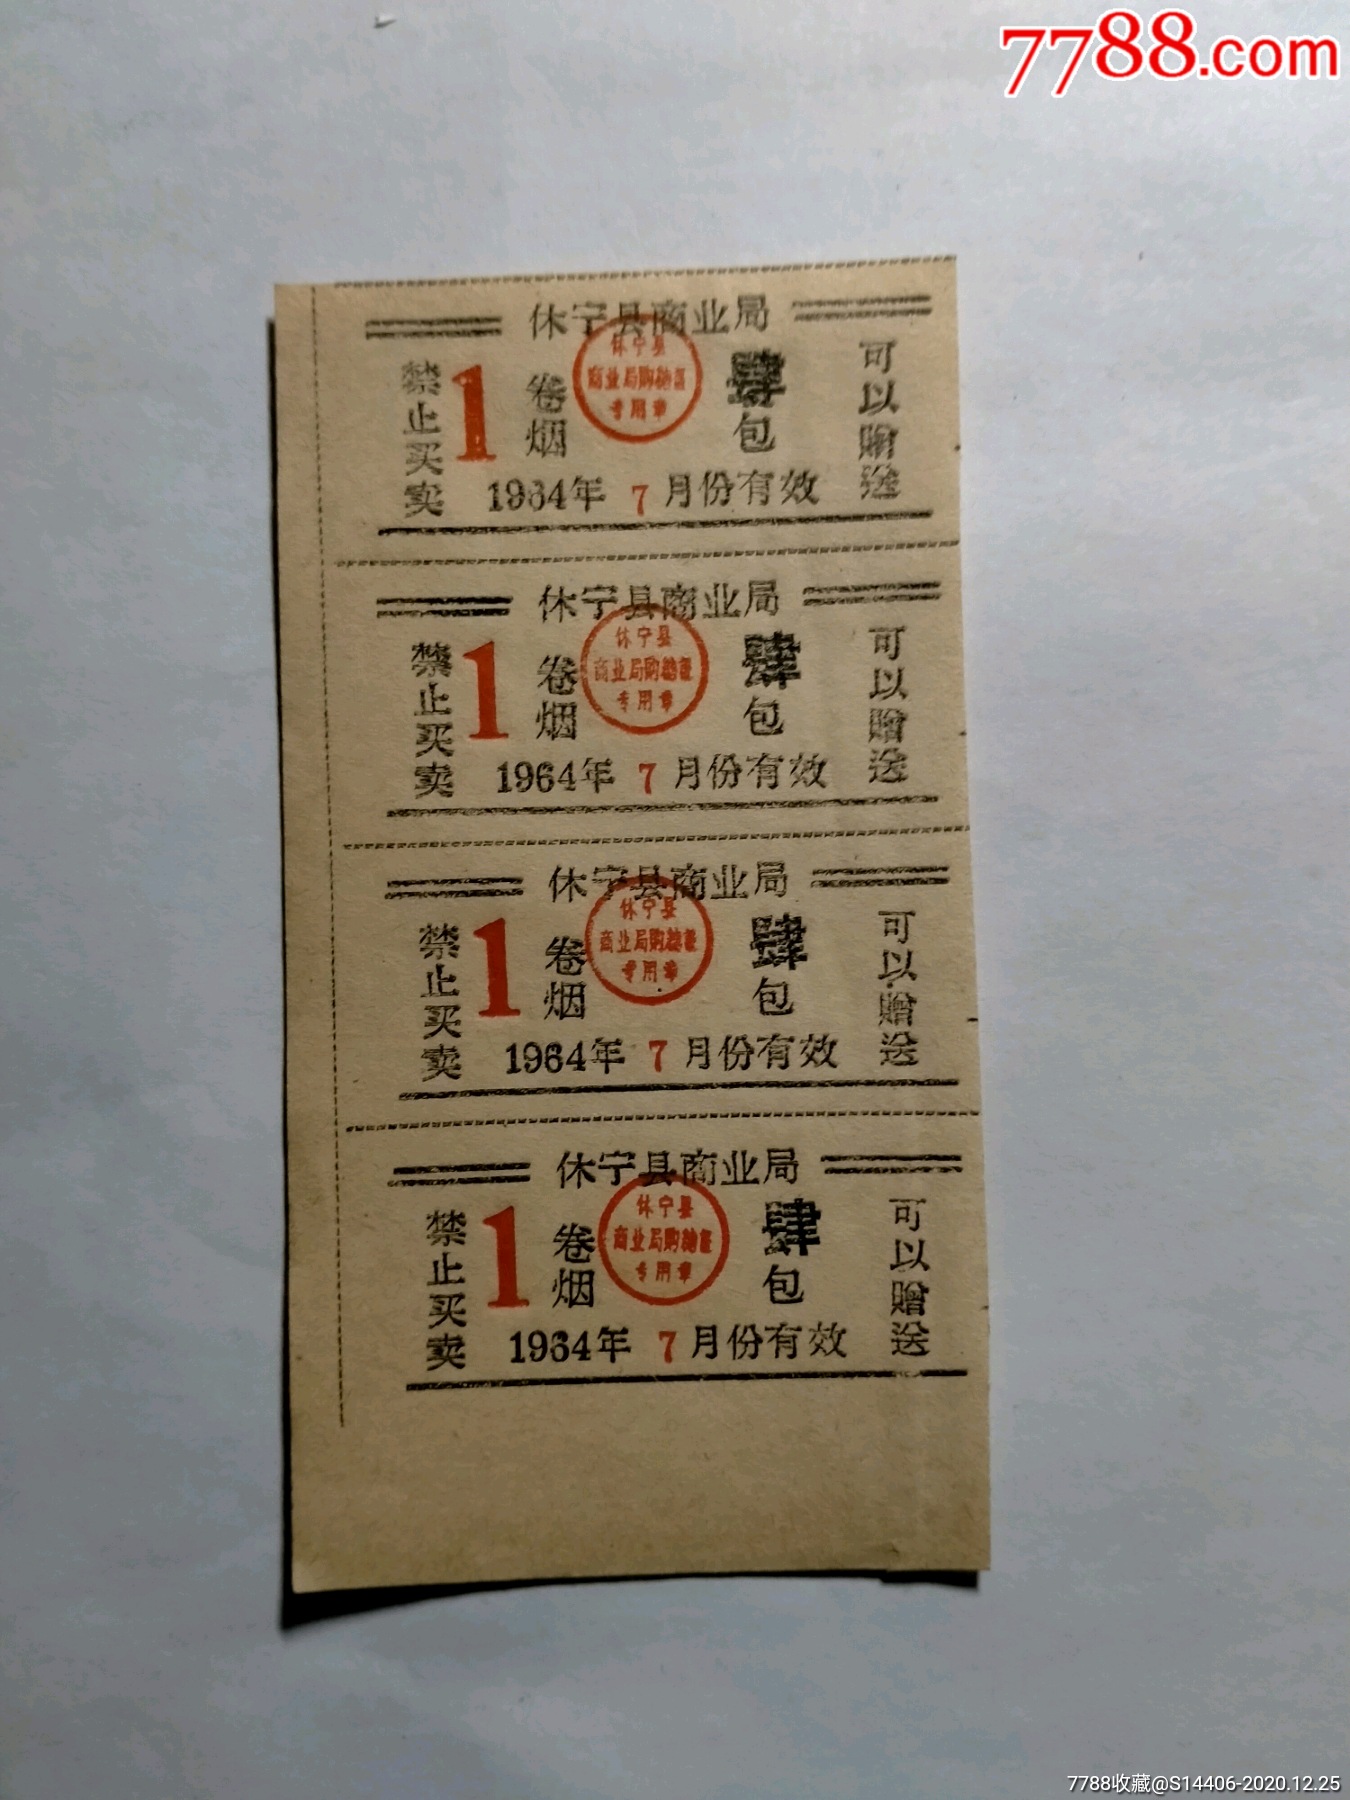 7788.com
休宁县商业局
禁止买卖
1
卷烟
休宁县
商业局购物证
专用章
肆包
可以赠送
1964年 7 月份有效
休宁县商业局
禁止买卖
1
卷烟
休宁县
商业局购物证
专用章
肆包
可以赠送
1964年 7 月份有效
休宁县商业局
禁止买卖
1
卷烟
休宁县
商业局购物证
专用章
肆包
可以赠送
1964年 7 月份有效
休宁县商业局
禁止买卖
1
卷烟
休宁县
商业局购物证
专用章
肆包
可以赠送
1964年 7 月份有效
7788收藏@S14406-2020.12.25